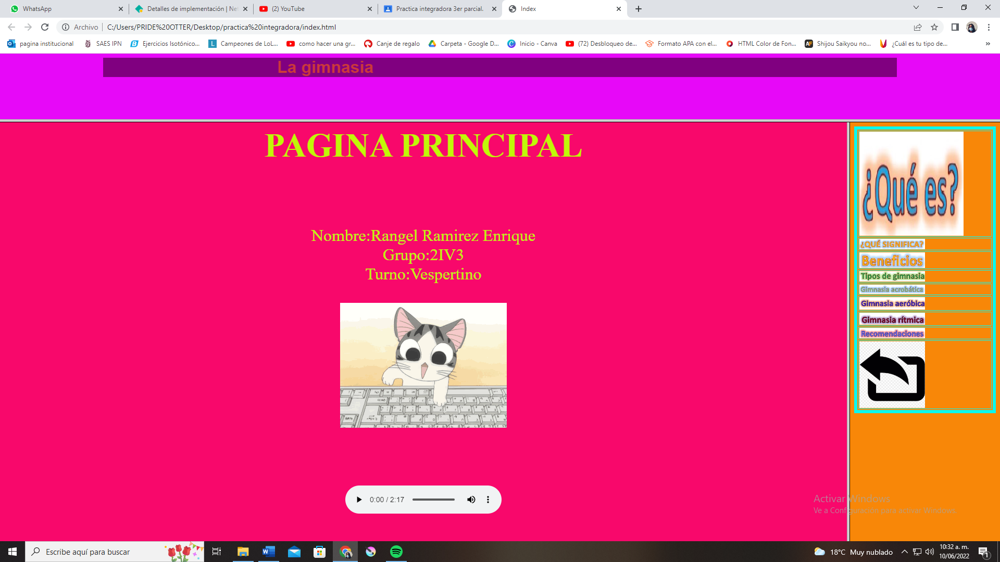 WhatsApp
Detalles de implementación | Net
(2) YouTube
Practica integradora 3er parcial.
Index
Archivo
C:/Users/PRIDE%20OTTER/Desktop/practica%20integradora/index.html
pagina institucional
SAES IPN
Ejercicios Isotónico...
Campeones de LoL...
como hacer una gr...
Canje de regalo
Carpeta - Google D...
Inicio - Canva
(72) Desbloqueo de...
Formato APA con el...
HTML Color de Fon...
Shijou Saikyou no...
¿Cuál es tu tipo de...
»
La gimnasia
PAGINA PRINCIPAL
Nombre:Rangel Ramirez Enrique
Grupo:2IV3
Turno:Vespertino
0:00 / 2:17
¿Qué es?
¿QUÉ SIGNIFICA?
Beneficios
Tipos de gimnasia
Gimnasia acrobática
Gimnasia aeróbica
Gimnasia rítmica
Recomendaciones
Activar Windows
Ve a Configuración para activar Windows.
Escribe aquí para buscar
18°C Muy nublado
10:32 a. m.
10/06/2022
1